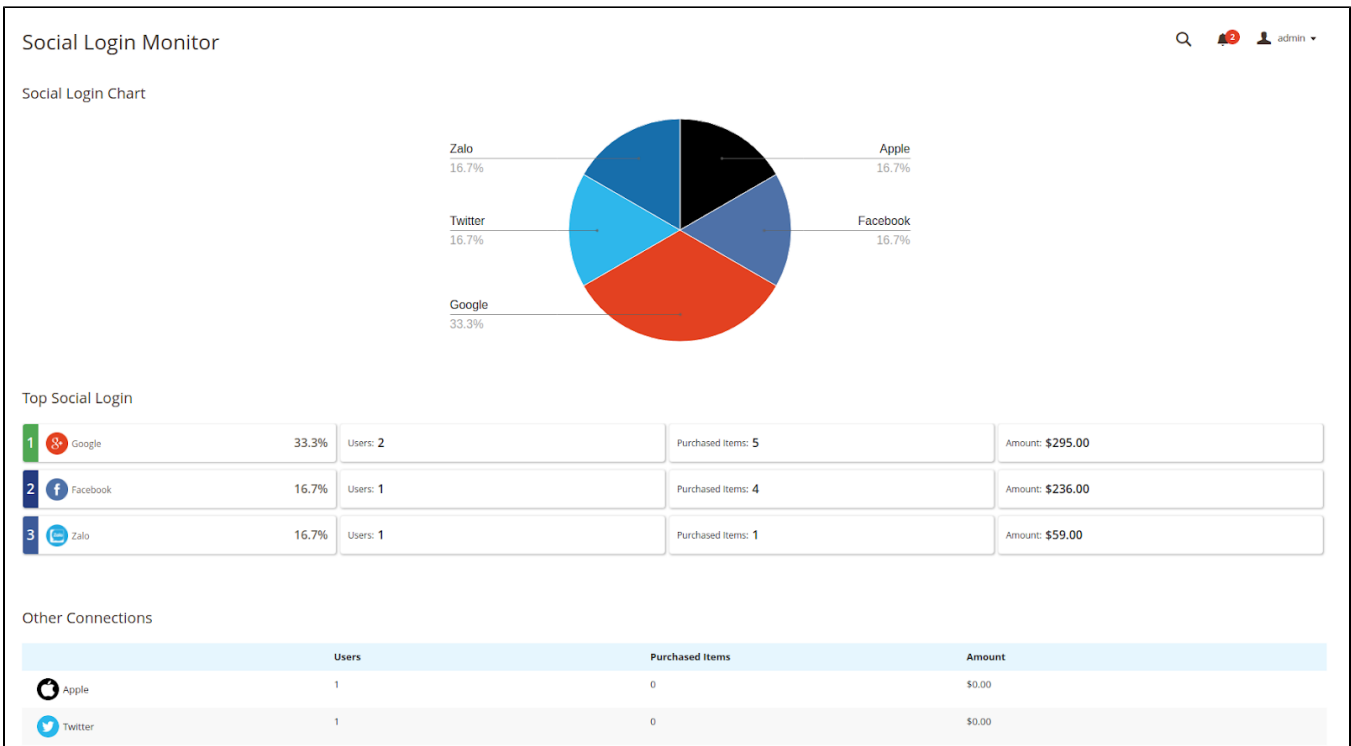 Social Login Monitor
2
admin
Social Login Chart
Zalo
16.7%
Apple
16.7%
Twitter
16.7%
Facebook
16.7%
Google
33.3%
Top Social Login
1 g+ Google 33.3% Users: 2 Purchased Items: 5 Amount: $295.00
2 f Facebook 16.7% Users: 1 Purchased Items: 4 Amount: $236.00
3 Zalo 16.7% Users: 1 Purchased Items: 1 Amount: $59.00
Other Connections
Users Purchased Items Amount
Apple 1 0 $0.00
Twitter 1 0 $0.00